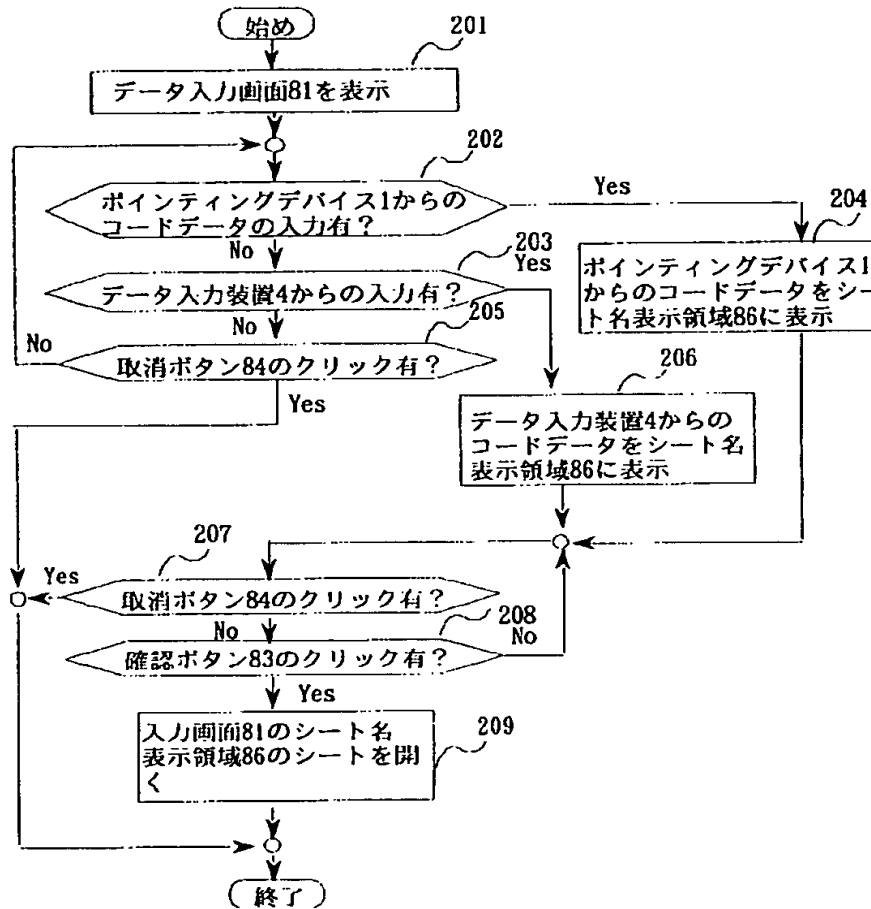 始め
201
データ入力画面81を表示
202
ポインティングデバイス1からの
コードデータの入力有?
Yes
No
204
ポインティングデバイス1
からのコードデータをシー
ト名表示領域86に表示
203
Yes
データ入力装置4からの入力有?
No
205
No
取消ボタン84のクリック有?
Yes
206
データ入力装置4からの
コードデータをシート名
表示領域86に表示
207
Yes
取消ボタン84のクリック有?
No
208
No
確認ボタン83のクリック有?
Yes
入力画面81のシート名
表示領域86のシートを開
く
209
終了